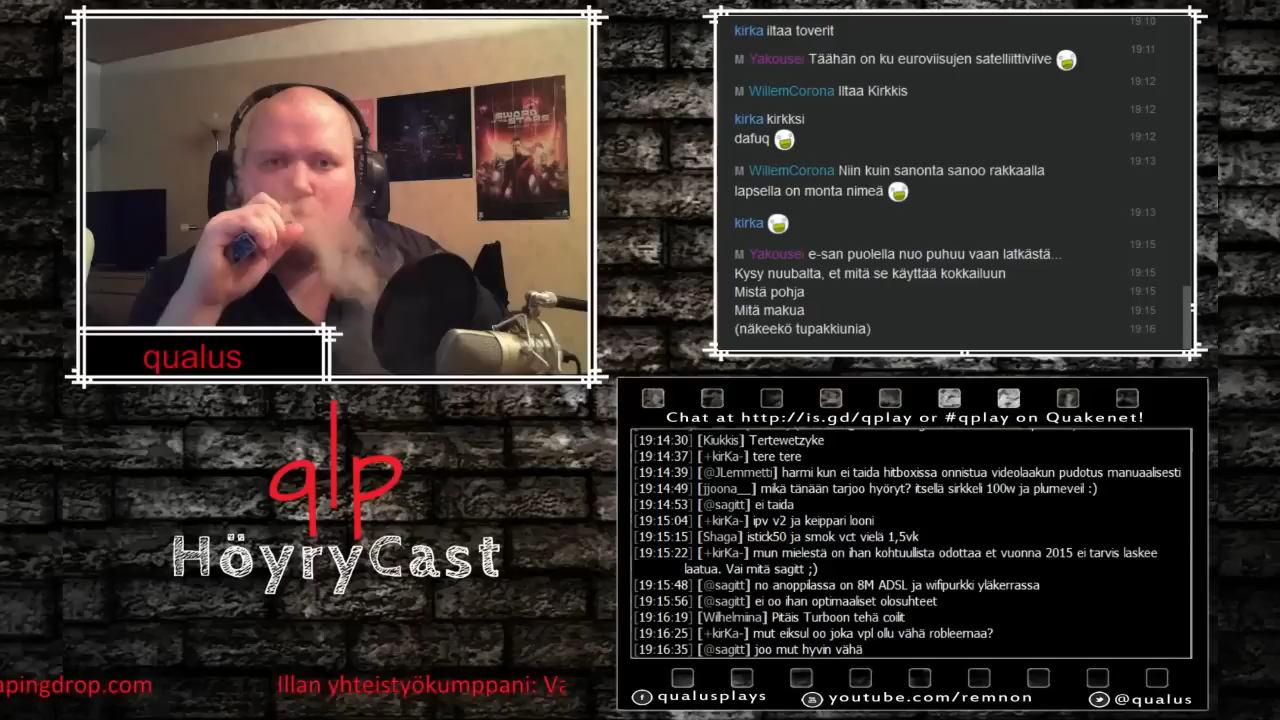 SWORD
STARS
qualus
qlp
HöyryCast
apingdrop.com
Illan yhteistyökumppani: Va
19:10
kirka iltaa toverit
19:11
M Yakousei Täähän on ku euroviisujen satelliittiviive
19:12
M WillemCorona Iltaa Kirkkis
19:12
kirka kirkksi
dafuq
19:12
19:13
M WillemCorona Niin kuin sanonta sanoo rakkaalla
lapsella on monta nimeä
19:13
kirka
19:15
M Yakousei e-san puolella nuo puhuu vaan latkästä...
Kysy nuubalta, et mitä se käyttää kokkailuun 19:15
Mistä pohja 19:15
Mitä makua 19:15
(näkeekö tupakkiunia) 19:16
Chat at http://is.gd/qplay or #qplay on Quakenet!
[19:14:30] [Kiukkis] Tertewetzyke
[19:14:37] [+kirKa-] tere tere
[19:14:39] [@JLemmetti] harmi kun ei taida hitboxissa onnistua videolaakun pudotus manuaalisesti
[19:14:49] [jjoona__] mikä tänään tarjoo höyryt? itsellä sirkkeli 100w ja plumeveil :)
[19:14:53] [@sagitt] ei taida
[19:15:04] [+kirKa-] ipv v2 ja keippari looni
[19:15:15] [Shaga] istick50 ja smok vct vielä 1,5vk
[19:15:22] [+kirKa-] mun mielestä on ihan kohtuullista odottaa et vuonna 2015 ei tarvis laskee
laatua. Vai mitä sagitt ;)
[19:15:48] [@sagitt] no anoppilassa on 8M ADSL ja wifipurkki yläkerrassa
[19:15:56] [@sagitt] ei oo ihan optimaaliset olosuhteet
[19:16:19] [Wilhelmina] Pitäis Turboon tehä coilit
[19:16:25] [+kirKa-] mut eiksul oo joka vpl ollu vähä robleemaa?
[19:16:35] [@sagitt] joo mut hyvin vähä
qualusplays
youtube.com/remnon
@qualus